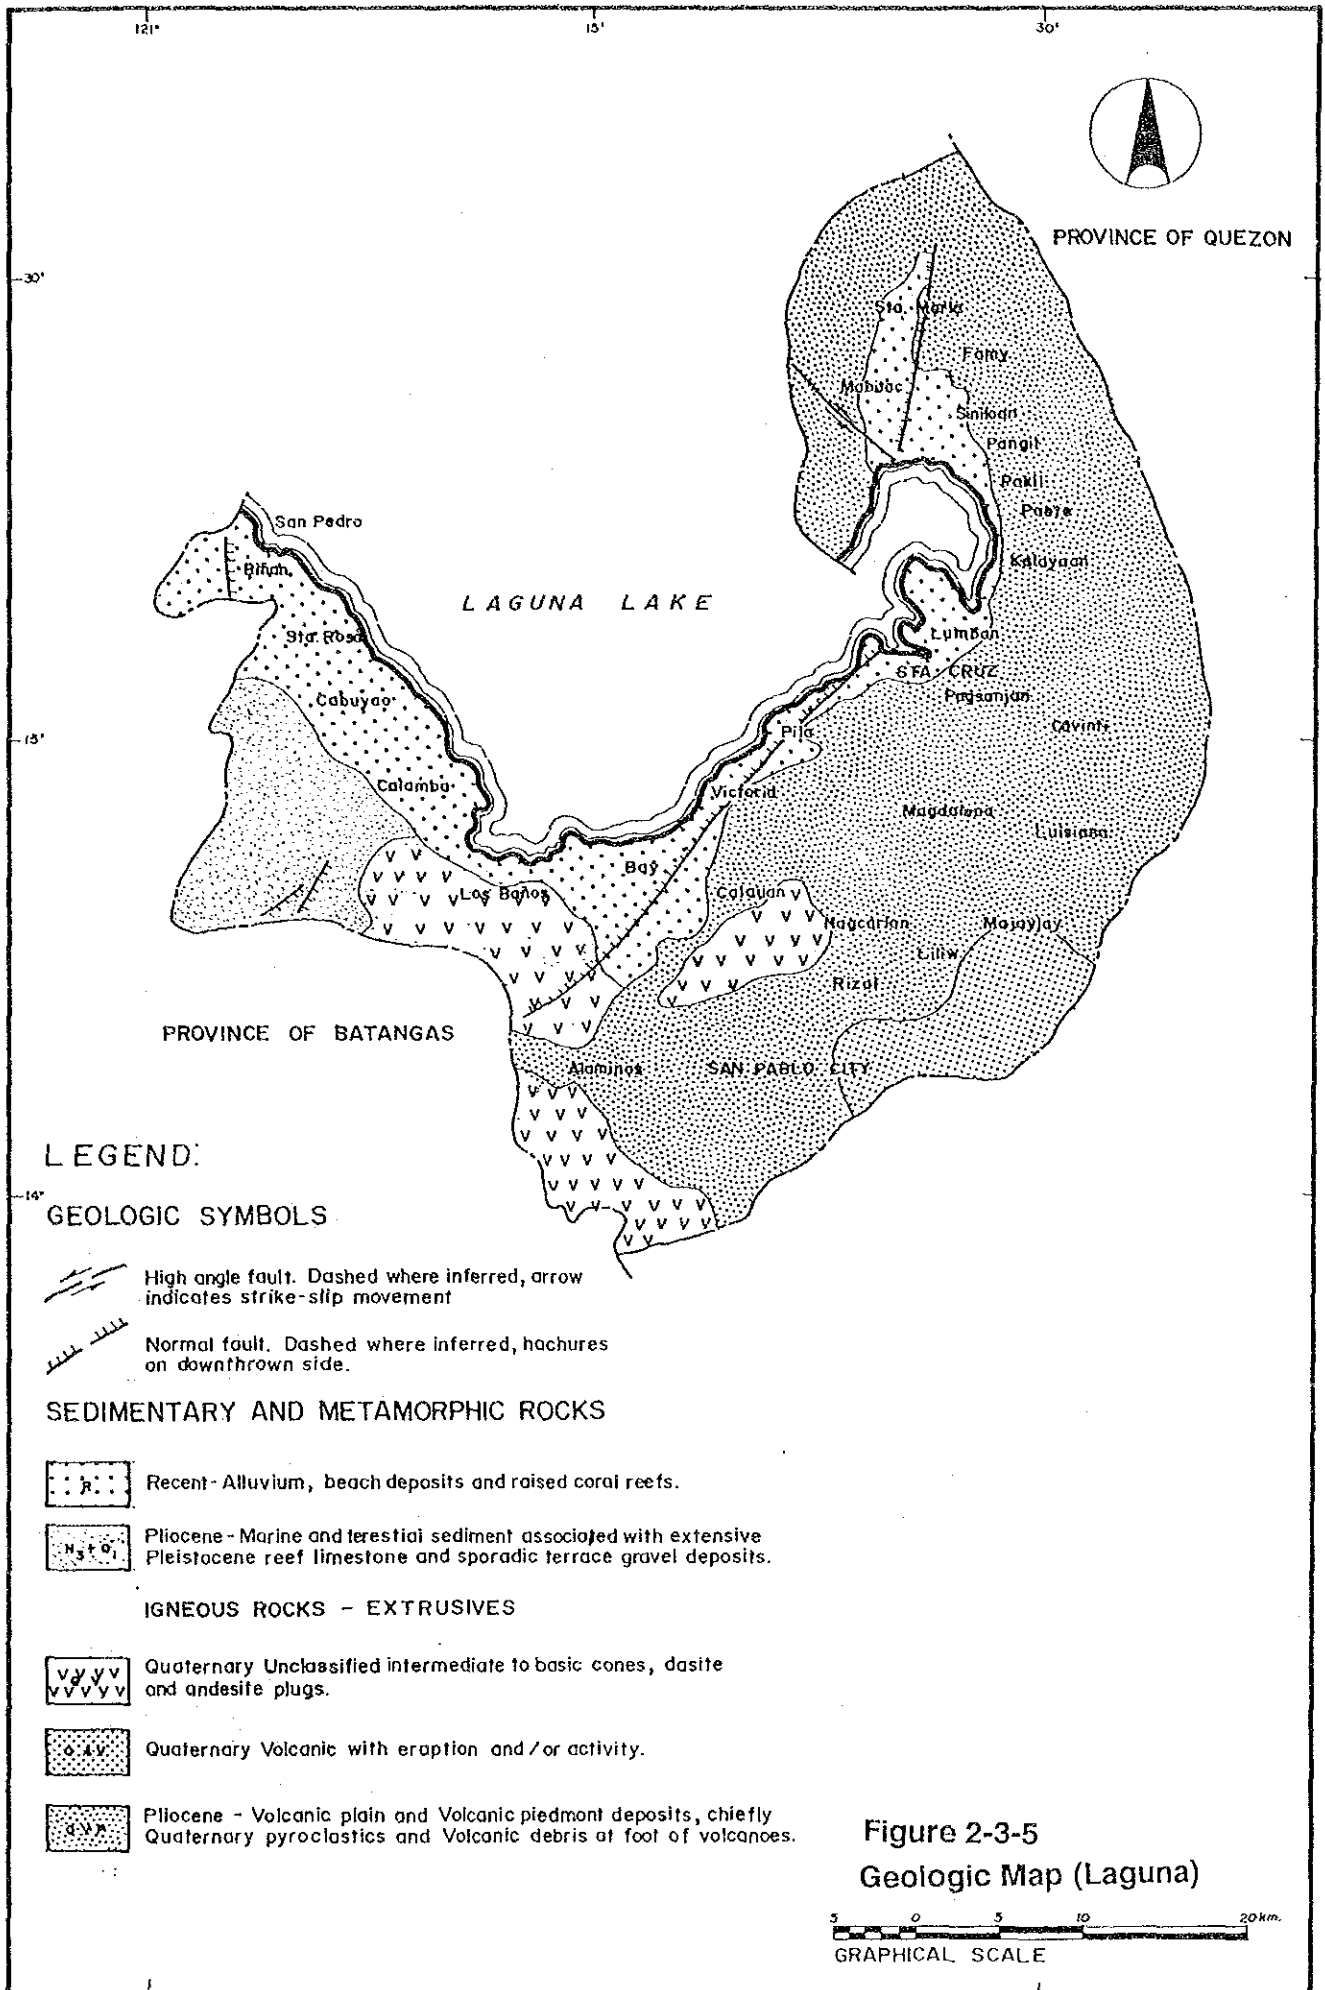 121°
15'
30'
PROVINCE OF QUEZON
30'
Sta. Maria
Famy
Mabitac
Siniloan
Pangil
Pakil
Paete
San Pedro
Kalayaan
Biñan
LAGUNA LAKE
Sta. Rosa
Lumban
STA. CRUZ
Pagsanjan
Cabuyao
Cavinti
15'
Pila
Calamba
Victoria
Magdalena
Luisiana
Bay
Los Baños
Calauan
Nagcarlan
Majayjay
Liliw
Rizal
PROVINCE OF BATANGAS
Alaminos
SAN PABLO CITY
LEGEND:
14°
GEOLOGIC SYMBOLS
High angle fault. Dashed where inferred, arrow
indicates strike-slip movement
Normal fault. Dashed where inferred, hachures
on downthrown side.
SEDIMENTARY AND METAMORPHIC ROCKS
R
Recent - Alluvium, beach deposits and raised coral reefs.
N3+Q1
Pliocene - Marine and terestial sediment associated with extensive
Pleistocene reef limestone and sporadic terrace gravel deposits.
IGNEOUS ROCKS - EXTRUSIVES
Quaternary Unclassified intermediate to basic cones, dasite
and andesite plugs.
Quaternary Volcanic with eraption and/or activity.
QVP
Pliocene - Volcanic plain and Volcanic piedmont deposits, chiefly
Quaternary pyroclastics and Volcanic debris at foot of volcanoes.
Figure 2-3-5
Geologic Map (Laguna)
5 0 5 10 20 km.
GRAPHICAL SCALE